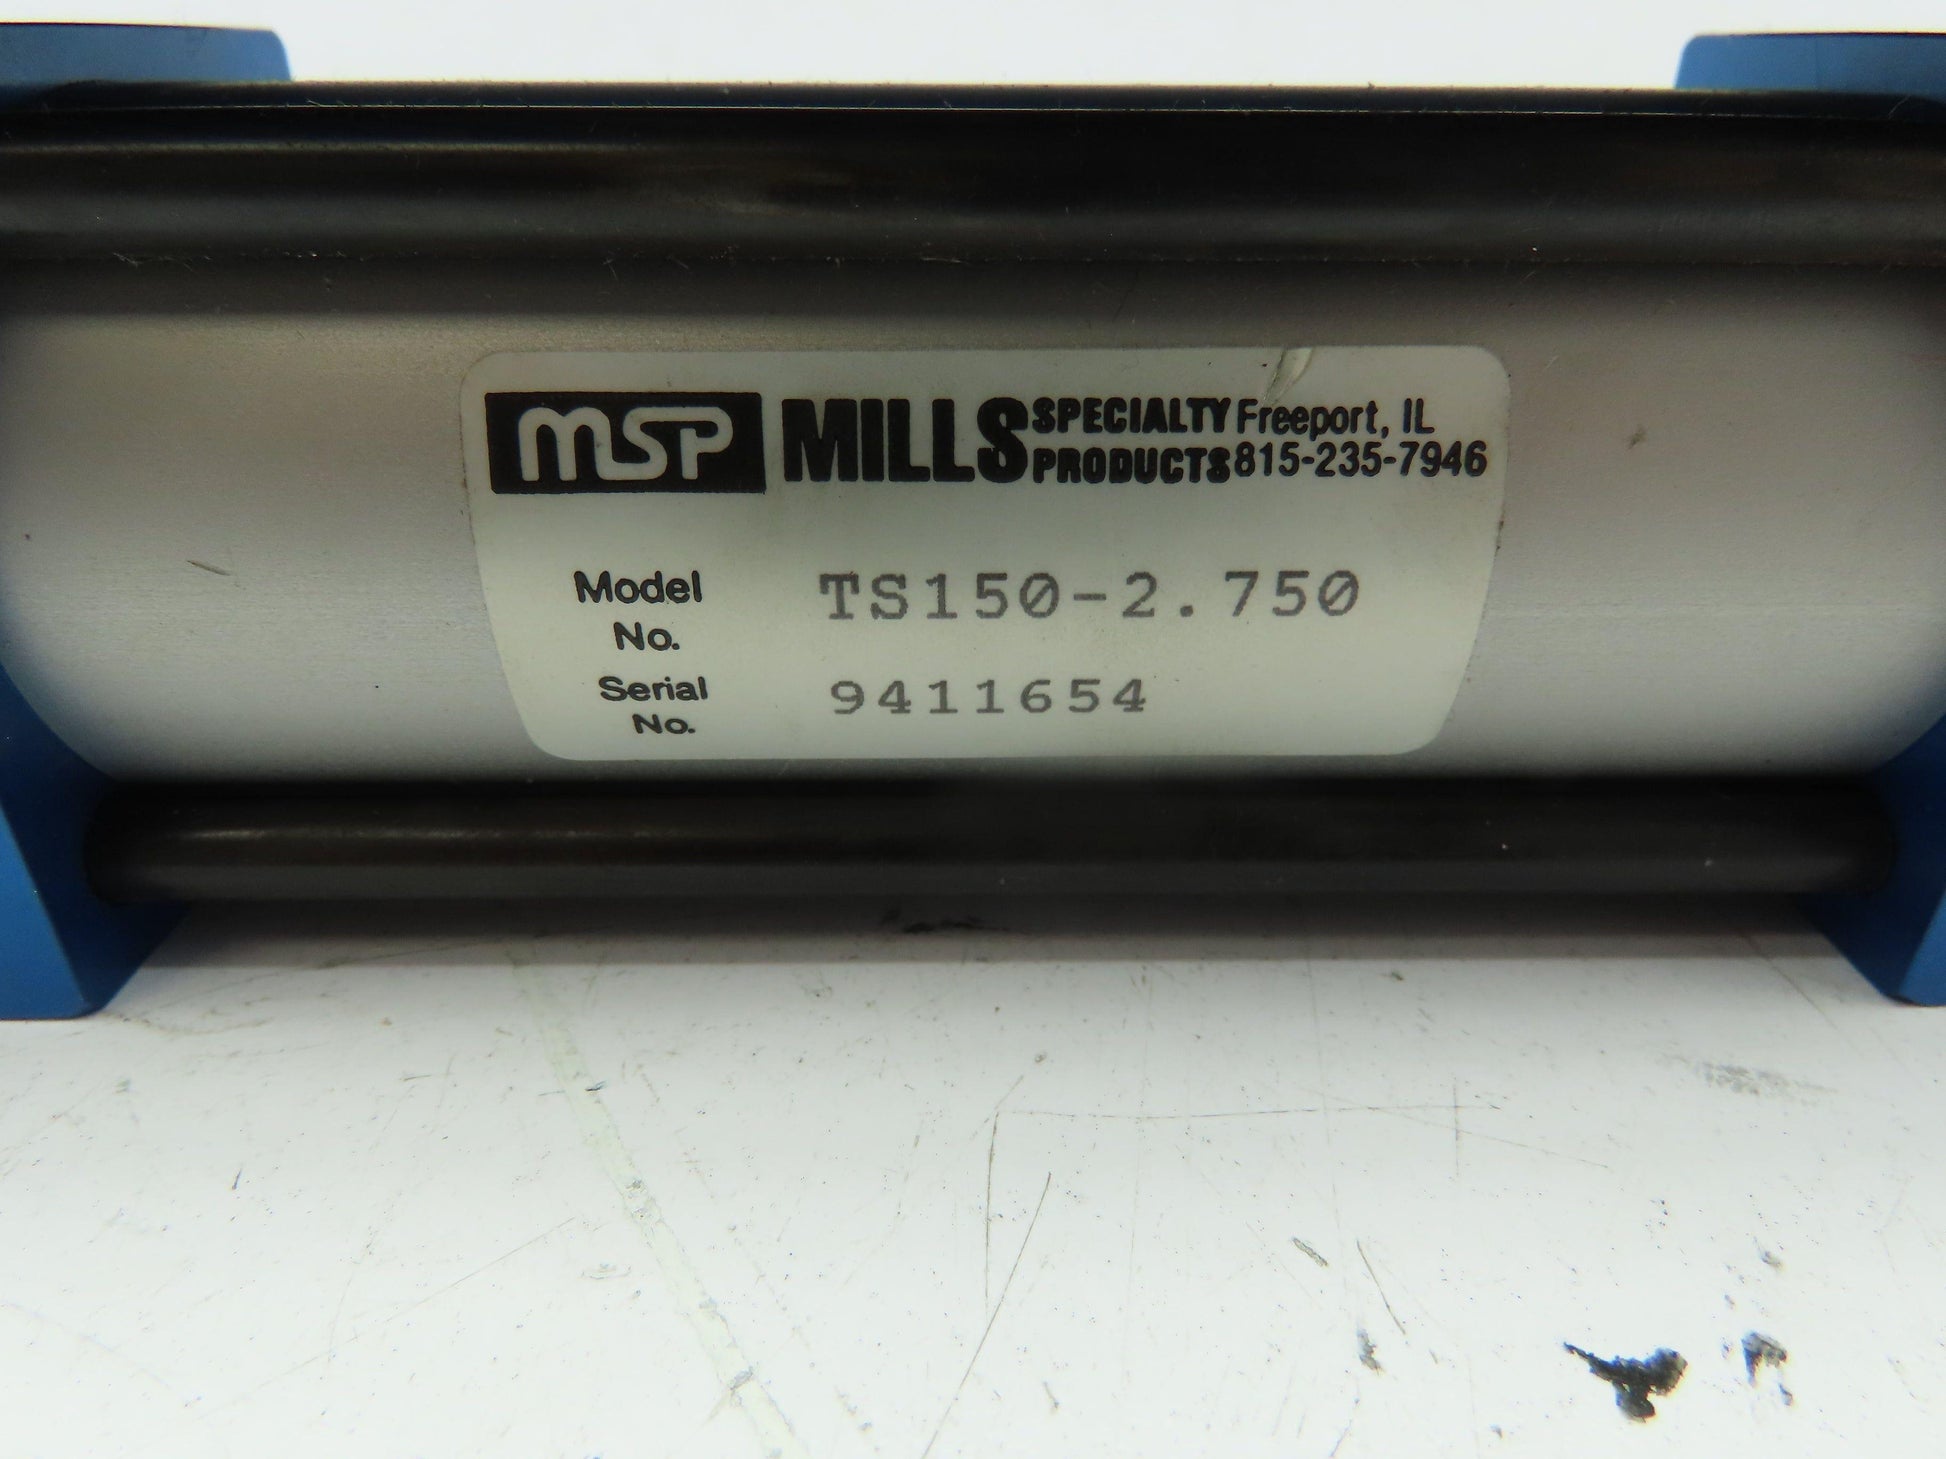 msp MILLS SPECIALTY PRODUCTS Freeport, IL
815-235-7946
Model No. TS150-2.750
Serial No. 9411654